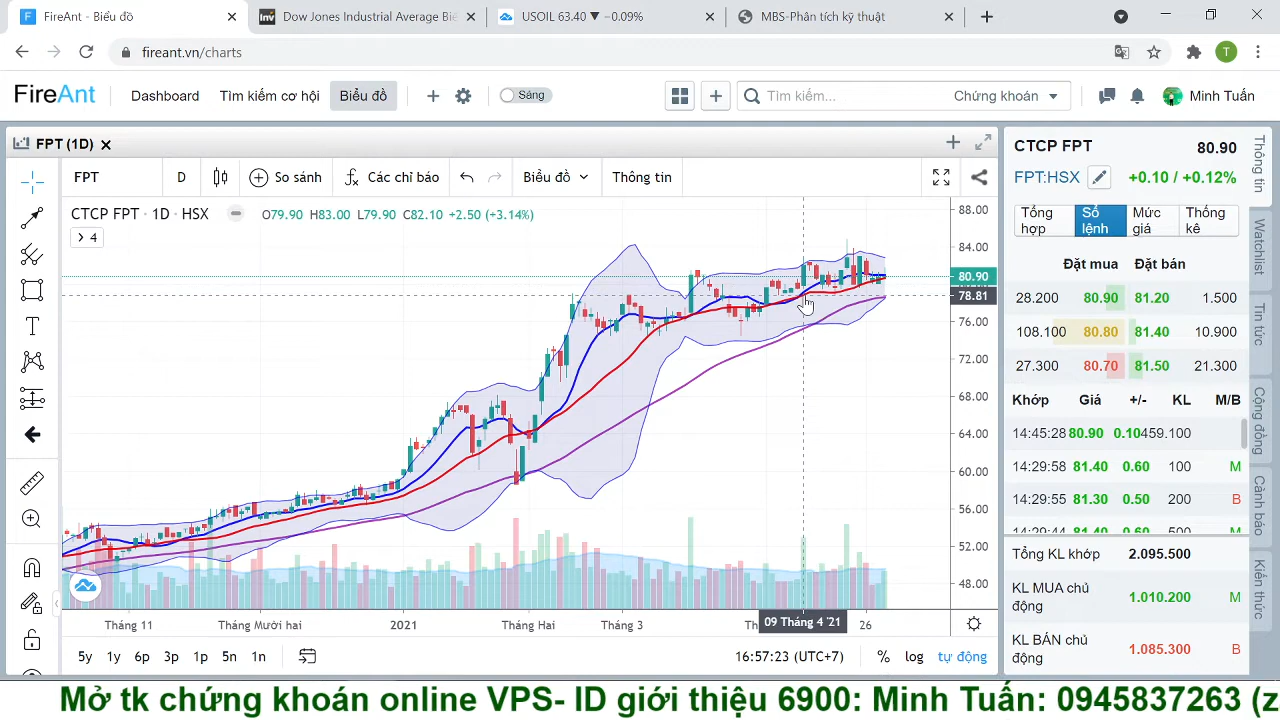 FireAnt - Biểu đồ
Dow Jones Industrial Average Bie
USOIL 63.40 ▼ −0.09%
MBS-Phân tích kỹ thuật
fireant.vn/charts
T
FireAnt
Dashboard
Tìm kiếm cơ hội
Biểu đồ
Sáng
Tìm kiếm...
Chứng khoán
Minh Tuấn
FPT (1D)
FPT
D
So sánh
Các chỉ báo
Biểu đồ
Thông tin
CTCP FPT · 1D · HSX
O79.90 H83.00 L79.90 C82.10 +2.50 (+3.14%)
4
88.00
84.00
80.90
78.81
76.00
72.00
68.00
64.00
60.00
56.00
52.00
48.00
Tháng 11
Tháng Mười hai
2021
Tháng Hai
Tháng 3
09 Tháng 4 '21
26
5y 1y 6p 3p 1p 5n 1n
16:57:23 (UTC+7)
% log tự động
CTCP FPT
80.90
FPT:HSX
+0.10 / +0.12%
Tổng hợp
Sổ lệnh
Mức giá
Thống kê
Đặt mua Đặt bán
28.200 80.90 81.20 1.500
108.100 80.80 81.40 10.900
27.300 80.70 81.50 21.300
Khớp Giá +/- KL M/B
14:45:28 80.90 0.10 459.100
14:29:58 81.40 0.60 100 M
14:29:55 81.30 0.50 200 B
14:29:44 81.40 0.60 500 M
Tổng KL khớp 2.095.500
KL MUA chủ động 1.010.200 M
KL BÁN chủ động 1.085.300 B
Thông tin
Watchlist
Tin tức
Cộng đồng
Cảnh báo
Kiến thức
Mở tk chứng khoán online VPS- ID giới thiệu 6900: Minh Tuấn: 0945837263 (z